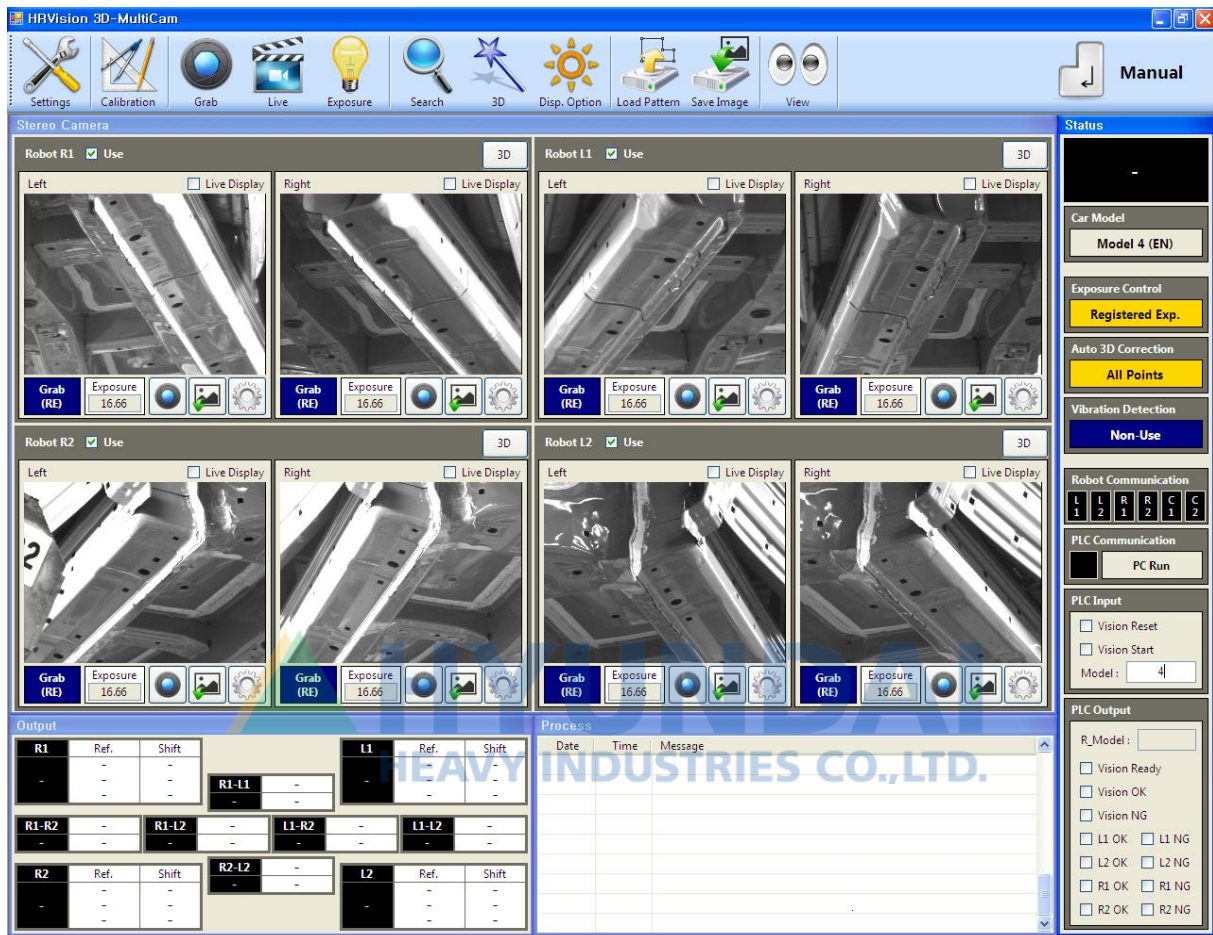 HRVision 3D-MultiCam
Settings
Calibration
Grab
Live
Exposure
Search
3D
Disp. Option
Load Pattern
Save Image
View
Manual
Stereo Camera
Robot R1 Use 3D
Left Live Display
Right Live Display
Grab (RE) Exposure 16.66
Grab (RE) Exposure 16.66
Robot L1 Use 3D
Left Live Display
Right Live Display
Grab (RE) Exposure 16.66
Grab (RE) Exposure 16.66
Robot R2 Use 3D
Left Live Display
Right Live Display
2
Grab (RE) Exposure 16.66
Grab (RE) Exposure 16.66
Robot L2 Use 3D
Left Live Display
Right Live Display
Grab (RE) Exposure 16.66
Grab (RE) Exposure 16.66
HYUNDAI
HEAVY INDUSTRIES CO.,LTD.
Output
R1 Ref. Shift
- - -
- -
- -
R1-L1 -
- -
L1 Ref. Shift
- - -
- -
- -
R1-R2 -
- -
R1-L2 -
- -
L1-R2 -
- -
L1-L2 -
- -
R2 Ref. Shift
- - -
- -
- -
R2-L2 -
- -
L2 Ref. Shift
- - -
- -
- -
Process
Date Time Message
Status
-
Car Model
Model 4 (EN)
Exposure Control
Registered Exp.
Auto 3D Correction
All Points
Vibration Detection
Non-Use
Robot Communication
L1 L2 R1 R2 C1 C2
PLC Communication
PC Run
PLC Input
Vision Reset
Vision Start
Model : 4
PLC Output
R_Model :
Vision Ready
Vision OK
Vision NG
L1 OK L1 NG
L2 OK L2 NG
R1 OK R1 NG
R2 OK R2 NG